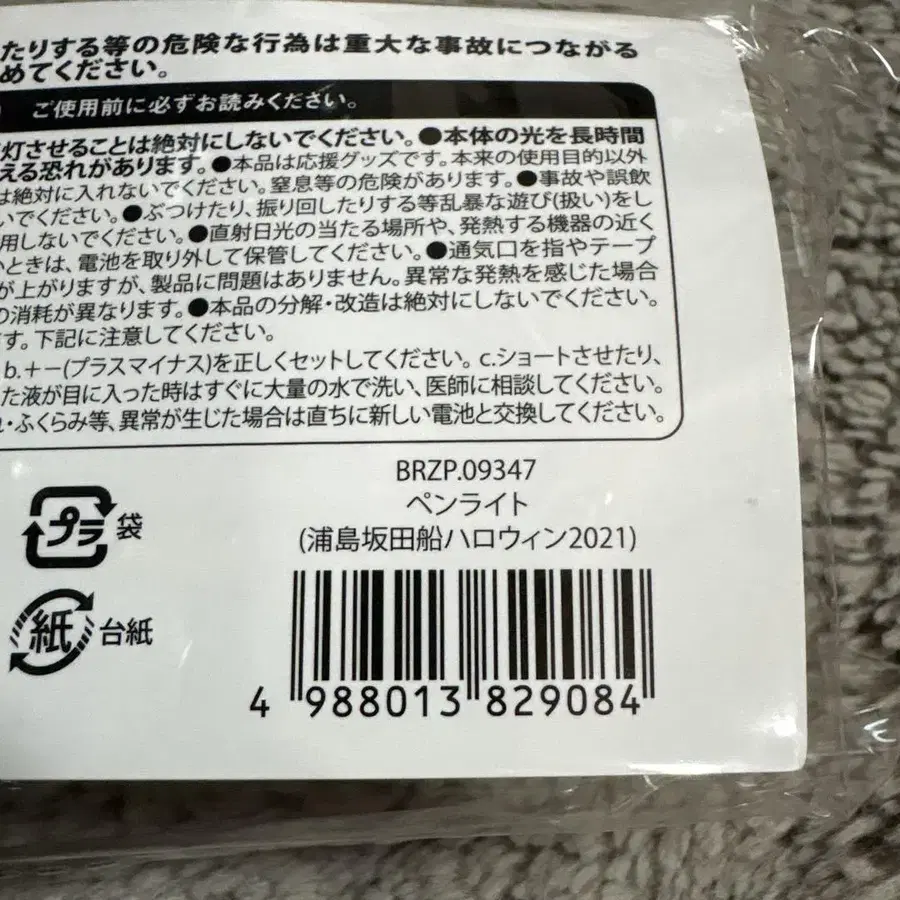 たりする等の危険な行為は重大な事故につながる
めてください。
ご使用前に必ずお読みください。
灯させることは絶対にしないでください。●本体の光を長時間
える恐れがあります。●本品は応援グッズです。本来の使用目的以外
は絶対に入れないでください。窒息等の危険があります。●事故や誤飲
いでください。●ぶつけたり、振り回したりする等乱暴な遊び(扱い)をし
用しないでください。●直射日光の当たる場所や、発熱する機器の近く
いときは、電池を取り外して保管してください。●通気口を指やテープ
が上がりますが、製品に問題はありません。異常な発熱を感じた場合
の消耗が異なります。●本品の分解・改造は絶対にしないでください。
ます。下記に注意してください。
b.+−(プラスマイナス)を正しくセットしてください。c.ショートさせたり、
た液が目に入った時はすぐに大量の水で洗い、医師に相談してください。
れ・ふくらみ等、異常が生じた場合は直ちに新しい電池と交換してください。
BRZP.09347
ペンライト
(浦島坂田船ハロウィン2021)
プラ 袋
紙 台紙
4 988013 829084